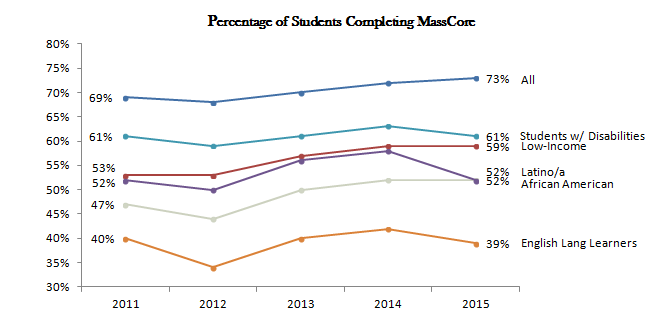 Percentage of Students Completing MassCore
80%
75%
70%
65%
60%
55%
50%
45%
40%
35%
30%
69%
61%
53%
52%
47%
40%
73% All
61% Students w/ Disabilities
59% Low-Income
52% Latino/a
52% African American
39% English Lang Learners
2011 2012 2013 2014 2015